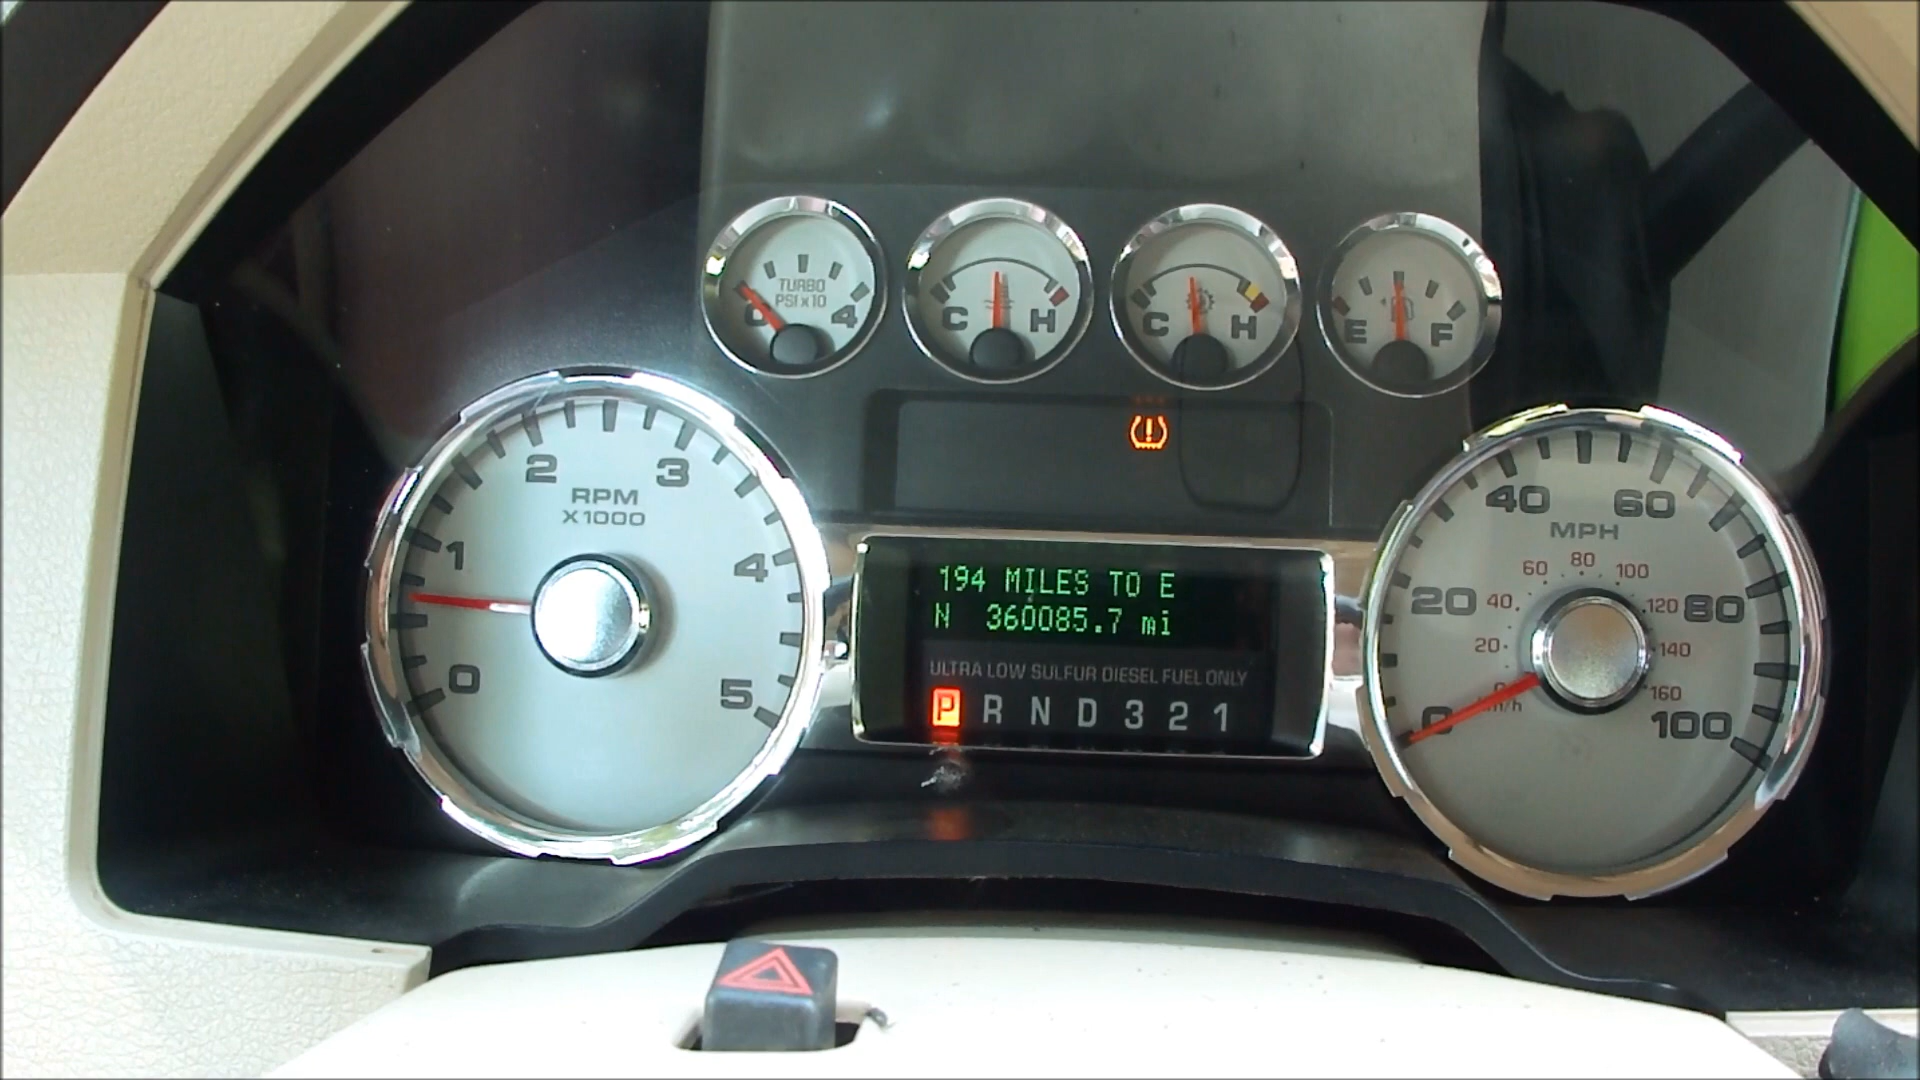 TURBO
PSI x 10
0 4
C H
C H
E F
0 1 2 3 4 5
RPM
X1000
194 MILES TO E
N 360085.7 mi
ULTRA LOW SULFUR DIESEL FUEL ONLY
P R N D 3 2 1
0 20 40 60 80 100
MPH
0 20 40 60 80 100 120 140 160
km/h